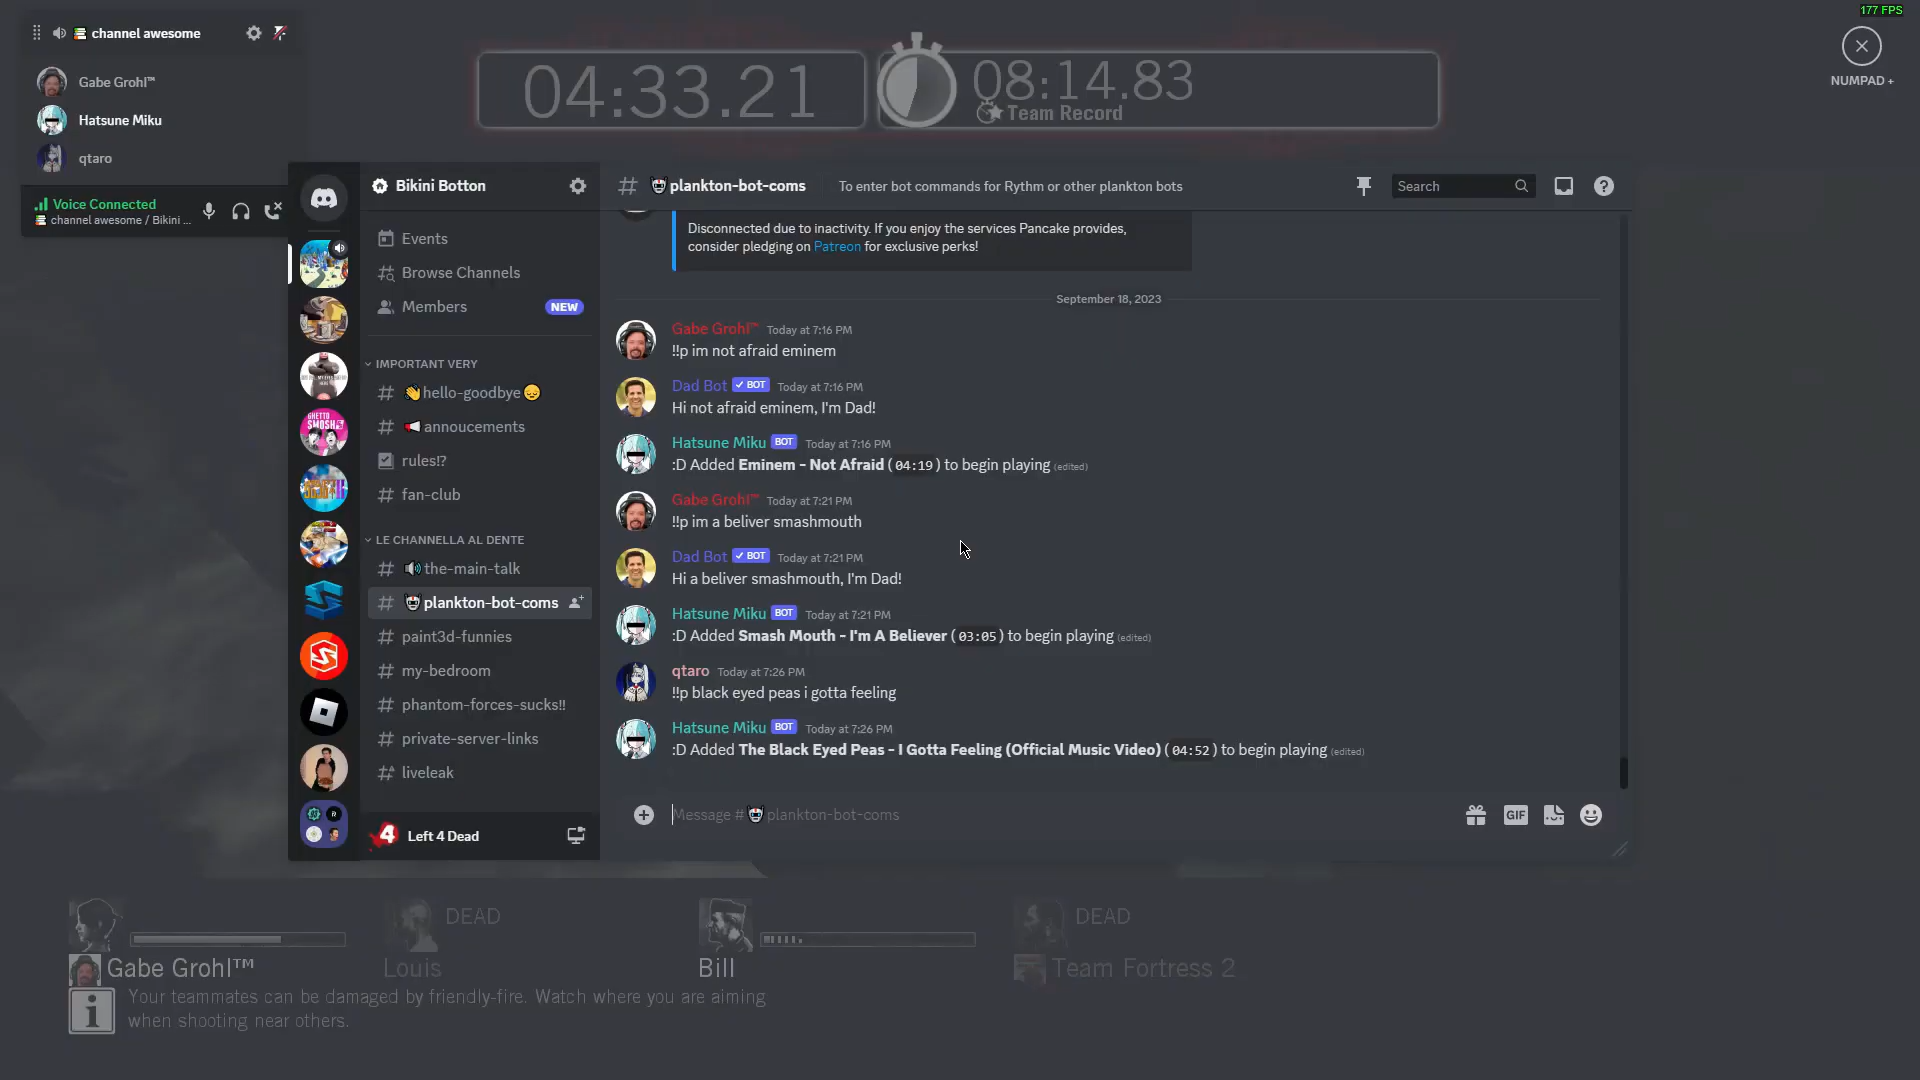 177 FPS
channel awesome
Gabe Grohl™
Hatsune Miku
qtaro
Voice Connected
channel awesome / Bikini ...
04:33.21
08:14.83
Team Record
NUMPAD +
Bikini Botton
Events
Browse Channels
Members NEW
IMPORTANT VERY
# 👋hello-goodbye😔
# 📢annoucements
rules!?
# fan-club
LE CHANNELLA AL DENTE
# 🔊the-main-talk
# plankton-bot-coms
# paint3d-funnies
# my-bedroom
# phantom-forces-sucks!!
# private-server-links
# liveleak
Left 4 Dead
# plankton-bot-coms To enter bot commands for Rythm or other plankton bots
Search
Disconnected due to inactivity. If you enjoy the services Pancake provides,
consider pledging on Patreon for exclusive perks!
September 18, 2023
Gabe Grohl™ Today at 7:16 PM
!!p im not afraid eminem
Dad Bot ✓ BOT Today at 7:16 PM
Hi not afraid eminem, I'm Dad!
Hatsune Miku BOT Today at 7:16 PM
:D Added Eminem - Not Afraid ( 04:19 ) to begin playing (edited)
Gabe Grohl™ Today at 7:21 PM
!!p im a beliver smashmouth
Dad Bot ✓ BOT Today at 7:21 PM
Hi a beliver smashmouth, I'm Dad!
Hatsune Miku BOT Today at 7:21 PM
:D Added Smash Mouth - I'm A Believer ( 03:05 ) to begin playing (edited)
qtaro Today at 7:26 PM
!!p black eyed peas i gotta feeling
Hatsune Miku BOT Today at 7:26 PM
:D Added The Black Eyed Peas - I Gotta Feeling (Official Music Video) ( 04:52 ) to begin playing (edited)
Message # plankton-bot-coms
GIF
Gabe Grohl™
DEAD
Louis
Bill
DEAD
Team Fortress 2
Your teammates can be damaged by friendly-fire. Watch where you are aiming
when shooting near others.